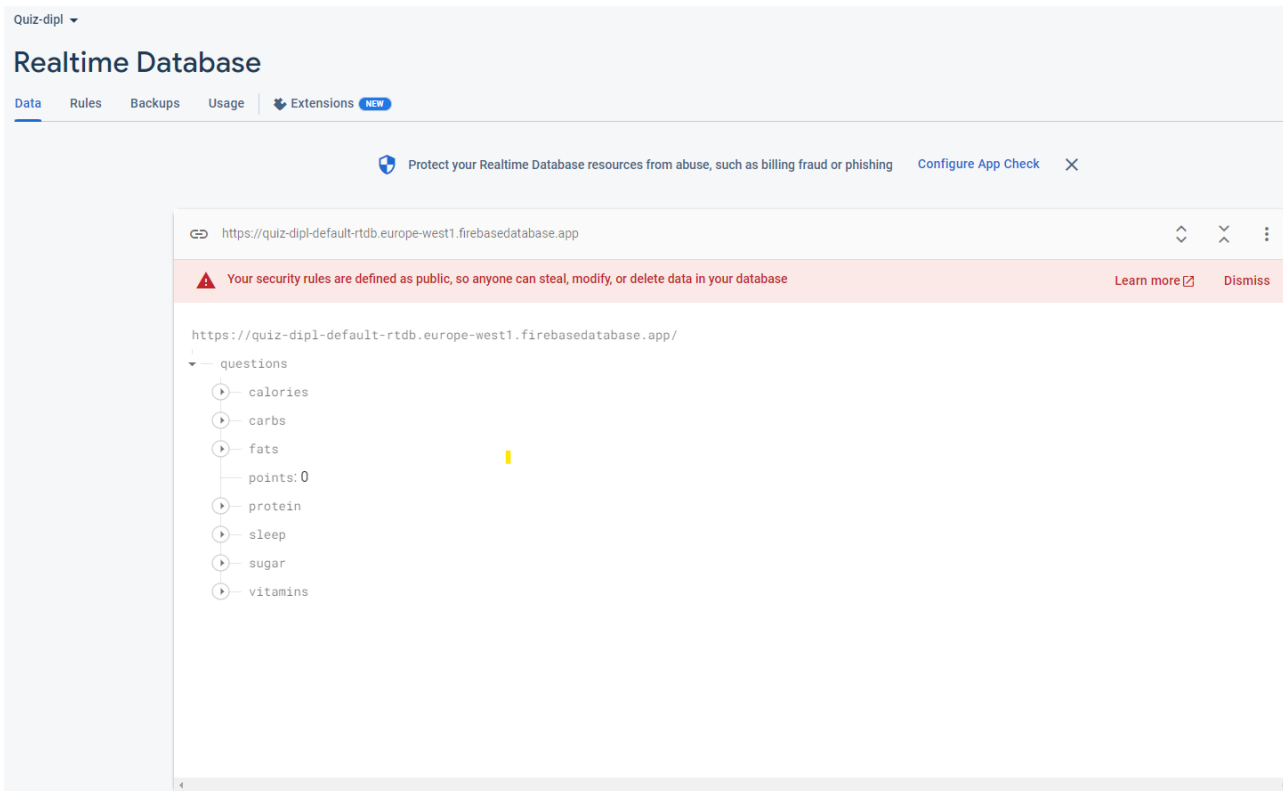 Quiz-dipl
Realtime Database
Data Rules Backups Usage Extensions NEW
Protect your Realtime Database resources from abuse, such as billing fraud or phishing Configure App Check
https://quiz-dipl-default-rtdb.europe-west1.firebasedatabase.app
Your security rules are defined as public, so anyone can steal, modify, or delete data in your database Learn more Dismiss
https://quiz-dipl-default-rtdb.europe-west1.firebasedatabase.app/
questions
calories
carbs
fats
points: 0
protein
sleep
sugar
vitamins